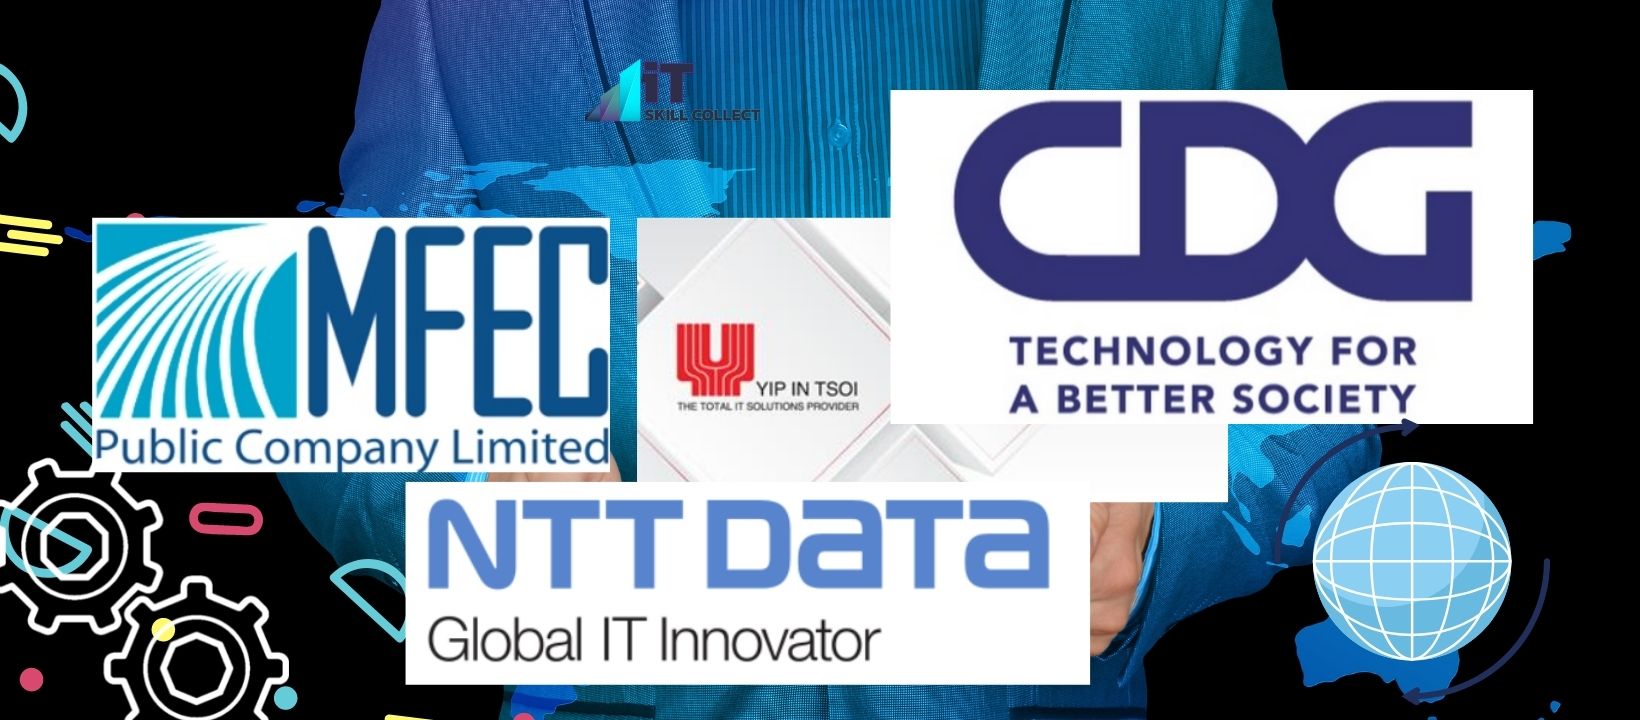 iT
SKILL COLLECT
MFEC
Public Company Limited
YIP IN TSOI
THE TOTAL IT SOLUTIONS PROVIDER
CDG
TECHNOLOGY FOR
A BETTER SOCIETY
NTT DaTa
Global IT Innovator